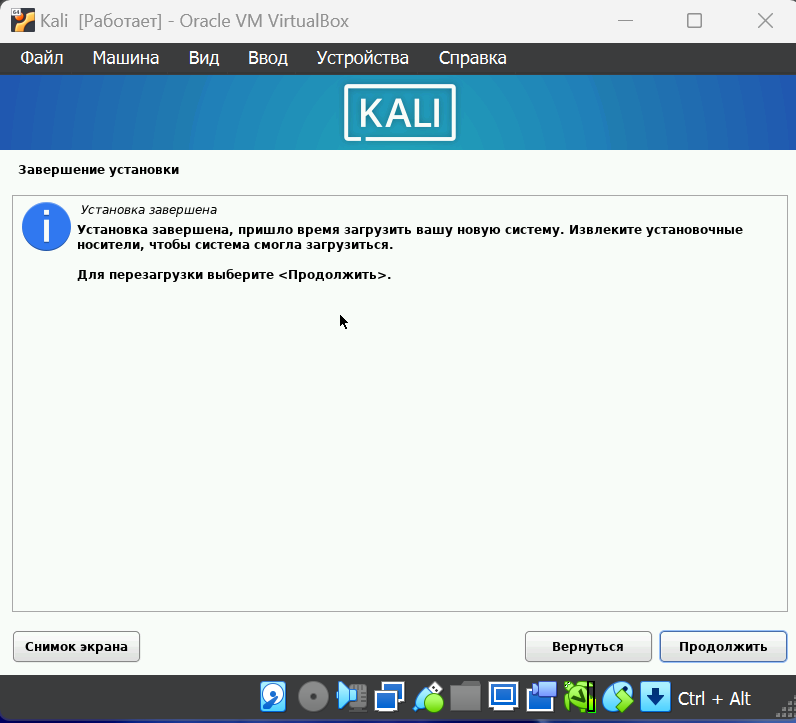 Kali [Работает] - Oracle VM VirtualBox
Файл Машина Вид Ввод Устройства Справка
KALI
Завершение установки
Установка завершена
Установка завершена, пришло время загрузить вашу новую систему. Извлеките установочные
носители, чтобы система смогла загрузиться.
Для перезагрузки выберите <Продолжить>.
Снимок экрана Вернуться Продолжить
Ctrl + Alt